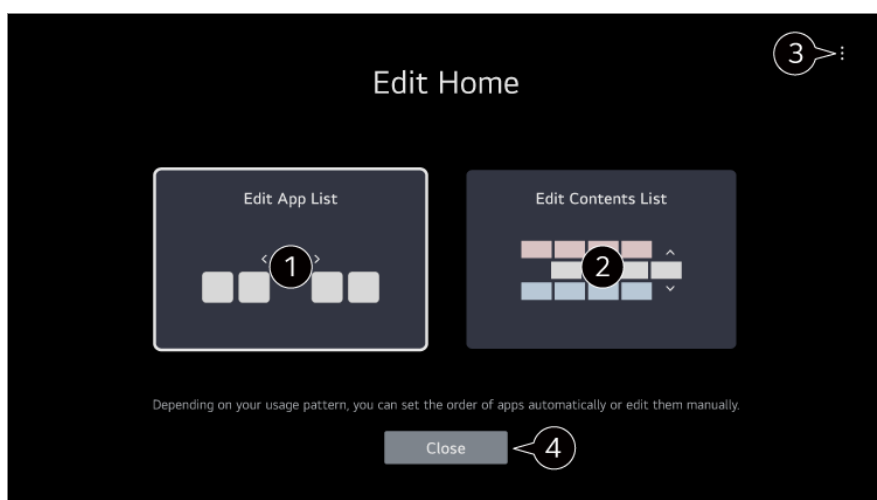 3
Edit Home
Edit App List
Edit Contents List
1
2
Depending on your usage pattern, you can set the order of apps automatically or edit them manually.
Close
4